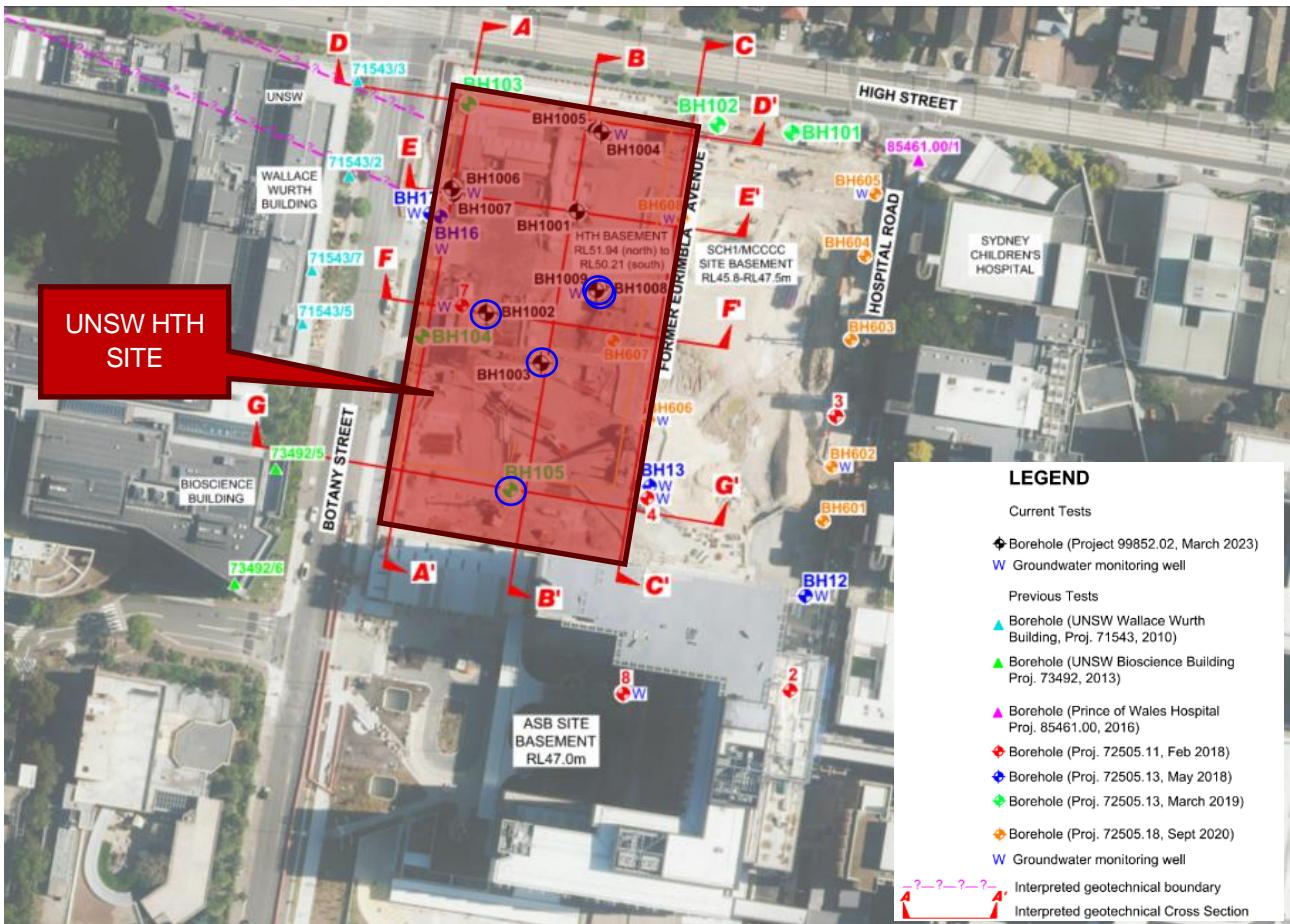 A
B
C
D
71543/3
UNSW
BH103
BH102
D'
BH101
HIGH STREET
BH1005
W
BH1004
85461.00/1
E
71543/2
WALLACE
WURTH
BUILDING
BH1006
W
BH1007
BH605
W
BH17
W
BH16
W
BH1001
BH608
W
E'
AVENUE
HTH BASEMENT
RL51.94 (north) to
RL50.21 (south)
SCH1/MCCCC
SITE BASEMENT
RL45.8-RL47.5m
BH604
HOSPITAL ROAD
SYDNEY
CHILDREN'S
HOSPITAL
F
71543/7
BH1009
W
BH1008
W
7
BH1002
FORMER EURIMBLA
F'
UNSW HTH
SITE
71543/5
BH104
BH607
BH603
BH1003
G
BH606
W
3
73492/5
BIOSCIENCE
BUILDING
BOTANY STREET
BH105
BH13
W
W
4
G'
BH602
W
BH601
73492/6
A'
B'
C'
BH12
W
8
W
2
ASB SITE
BASEMENT
RL47.0m
LEGEND
Current Tests
Borehole (Project 99852.02, March 2023)
W Groundwater monitoring well
Previous Tests
Borehole (UNSW Wallace Wurth
Building, Proj. 71543, 2010)
Borehole (UNSW Bioscience Building
Proj. 73492, 2013)
Borehole (Prince of Wales Hospital
Proj. 85461.00, 2016)
Borehole (Proj. 72505.11, Feb 2018)
Borehole (Proj. 72505.13, May 2018)
Borehole (Proj. 72505.13, March 2019)
Borehole (Proj. 72505.18, Sept 2020)
W Groundwater monitoring well
—?—?—?—?— Interpreted geotechnical boundary
A A' Interpreted geotechnical Cross Section